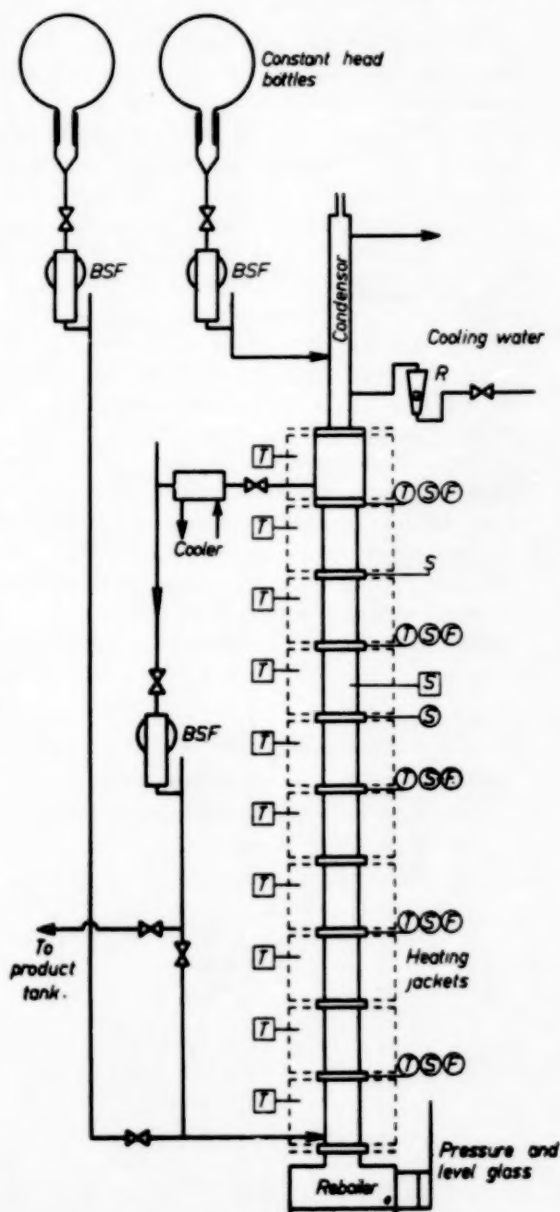 Constant head
bottles
BSF
BSF
Condensor
Cooling water
R
T
T S F
T
Cooler
S
T
T S F
T
S
S
BSF
T
T S F
T
T
T S F
To
product
tank.
T
Heating
jackets
T
T S F
T
Pressure and
level glass
Reboiler